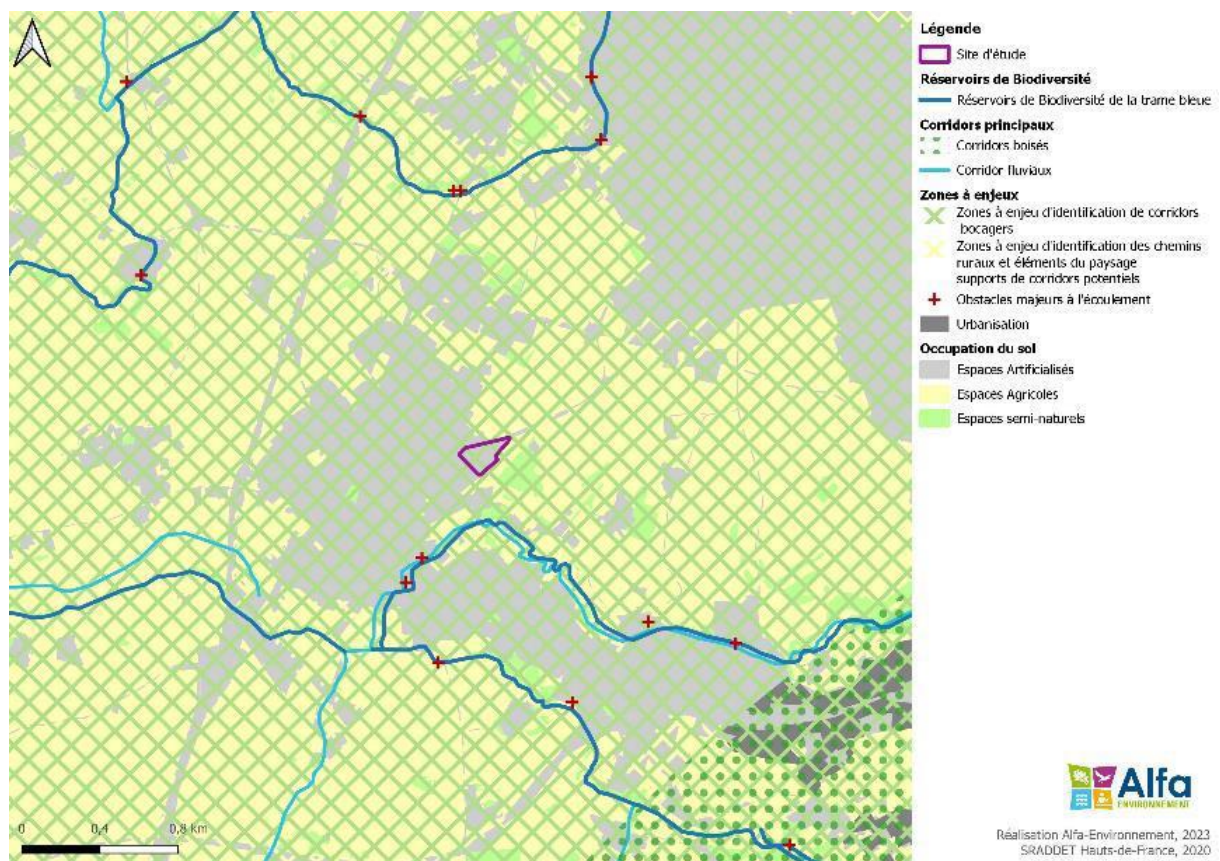 Légende
Site d'étude
Réservoirs de Biodiversité
Réservoirs de Biodiversité de la trame bleue
Corridors principaux
Corridors boisés
Corridor fluviaux
Zones à enjeux
Zones à enjeu d'identification de corridors
bocagers
Zones à enjeu d'identification des chemins
ruraux et éléments du paysage
supports de corridors potentiels
Obstacles majeurs à l'écoulement
Urbanisation
Occupation du sol
Espaces Artificialisés
Espaces Agricoles
Espaces semi-naturels
0 0,4 0,8 km
Alfa
ENVIRONNEMENT
Réalisation Alfa-Environnement, 2023
SRADDET Hauts-de-France, 2020